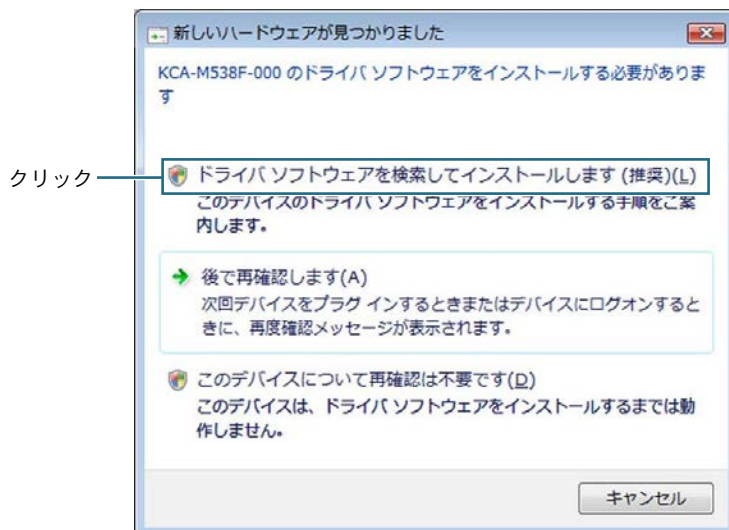 新しいハードウェアが見つかりました
KCA-M538F-000 のドライバ ソフトウェアをインストールする必要がありま
す
クリック
ドライバ ソフトウェアを検索してインストールします (推奨)(L)
このデバイスのドライバ ソフトウェアをインストールする手順をご案
内します。
後で再確認します(A)
次回デバイスをプラグ インするときまたはデバイスにログオンすると
きに、再度確認メッセージが表示されます。
このデバイスについて再確認は不要です(D)
このデバイスは、ドライバ ソフトウェアをインストールするまでは動
作しません。
キャンセル